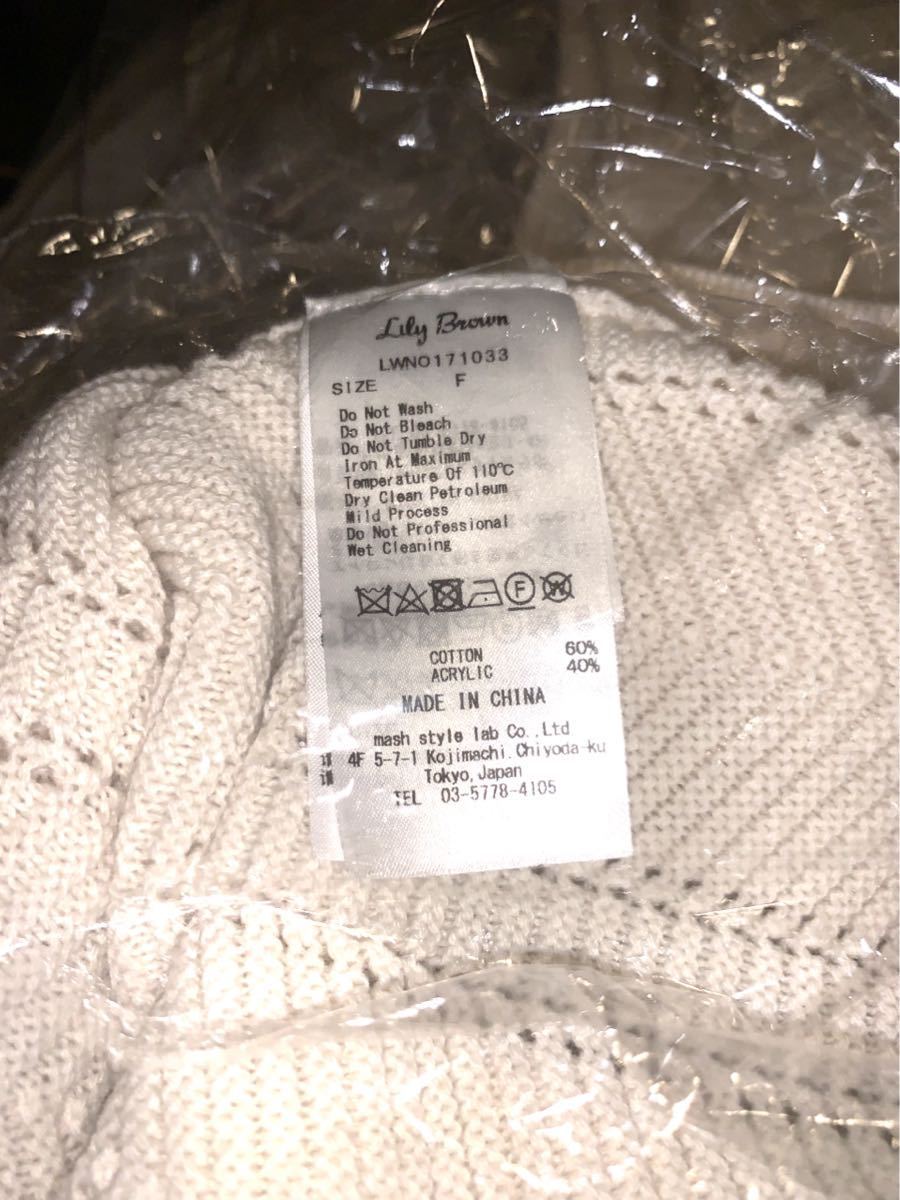 Lily Brown
LWNO171033
SIZE F
Do Not Wash
Do Not Bleach
Do Not Tumble Dry
Iron At Maximum
Temperature Of 110℃
Dry Clean Petroleum
Mild Process
Do Not Professional
Wet Cleaning
F W
COTTON 60%
ACRYLIC 40%
MADE IN CHINA
mash style lab Co.,Ltd
4F 5-7-1 Kojimachi.Chiyoda-ku
Tokyo,Japan
TEL 03-5778-4105